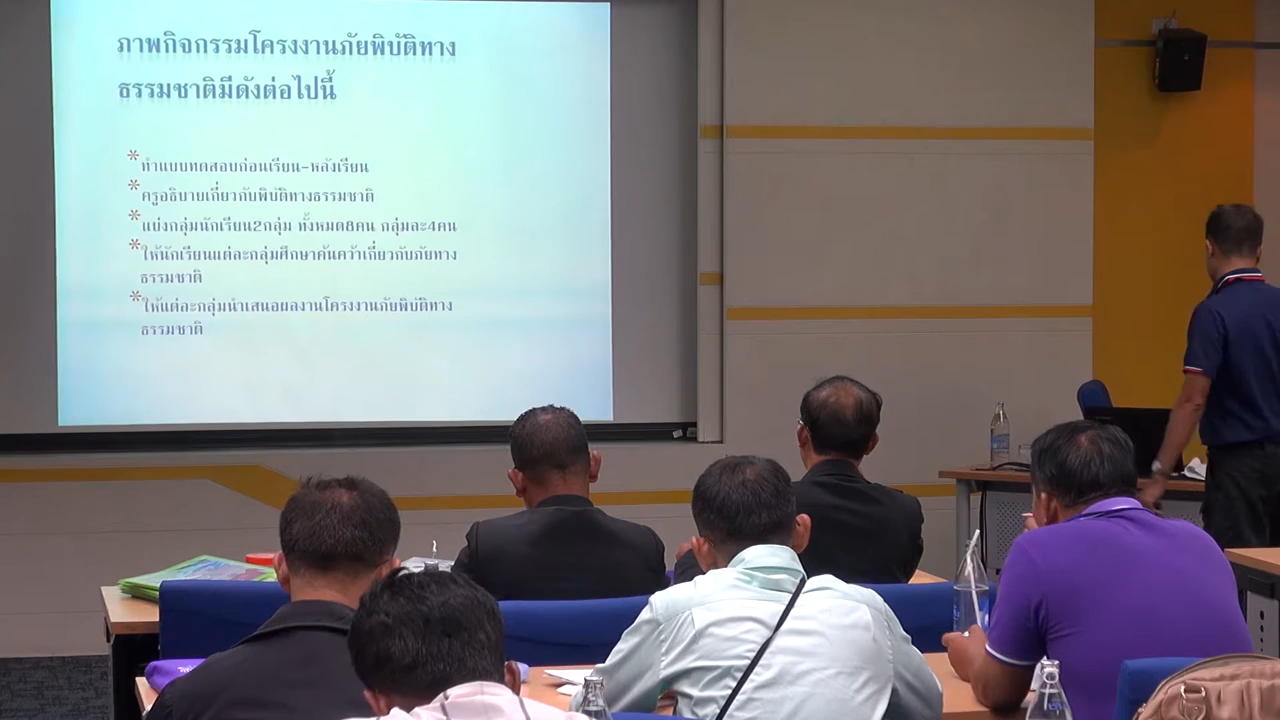 ภาพกิจกรรมโครงงานภัยพิบัติทาง
ธรรมชาติมีดังต่อไปนี้
*ทำแบบทดสอบก่อนเรียน-หลังเรียน
*ครูอธิบายเกี่ยวกับพิบัติทางธรรมชาติ
*แบ่งกลุ่มนักเรียน2กลุ่ม ทั้งหมด8คน กลุ่มละ4คน
*ให้นักเรียนแต่ละกลุ่มศึกษาค้นคว้าเกี่ยวกับภัยทาง
ธรรมชาติ
*ให้แต่ละกลุ่มนำเสนอผลงานโครงงานภัยพิบัติทาง
ธรรมชาติ